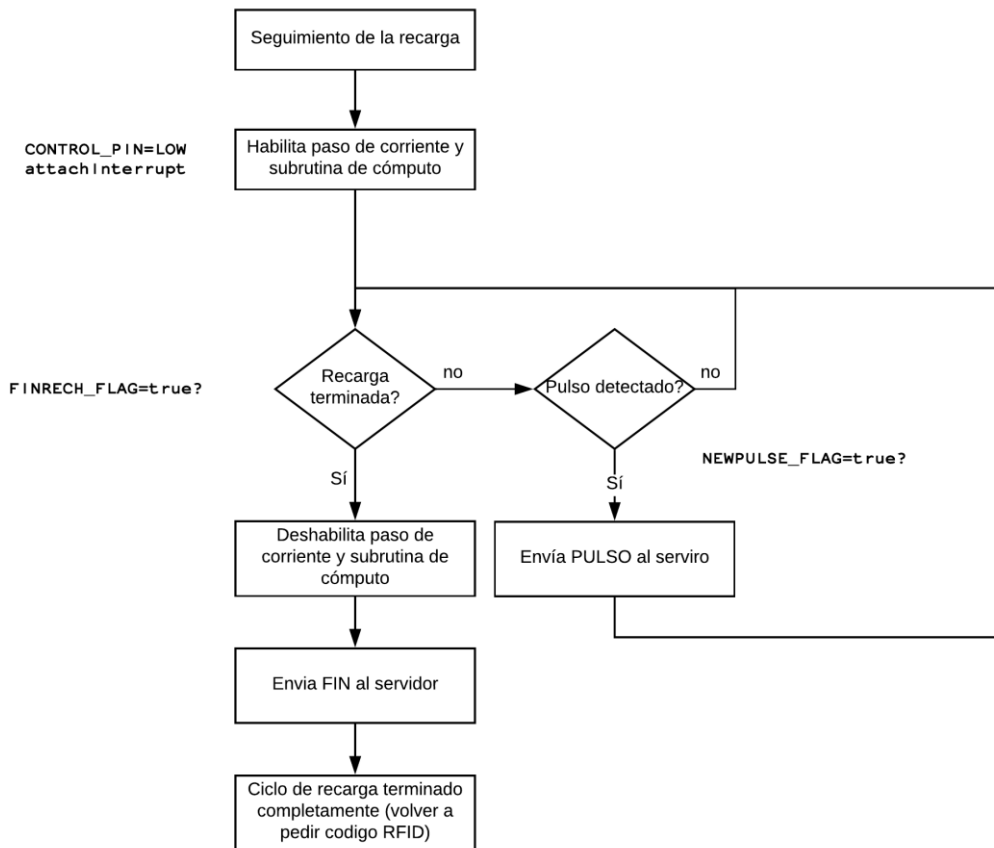 Seguimiento de la recarga
CONTROL_PIN=LOW
attachInterrupt
Habilita paso de corriente y
subrutina de cómputo
FINRECH_FLAG=true?
Recarga
terminada?
no
Pulso detectado?
no
NEWPULSE_FLAG=true?
Sí
Sí
Deshabilita paso de
corriente y subrutina de
cómputo
Envía PULSO al serviro
Envia FIN al servidor
Ciclo de recarga terminado
completamente (volver a
pedir codigo RFID)